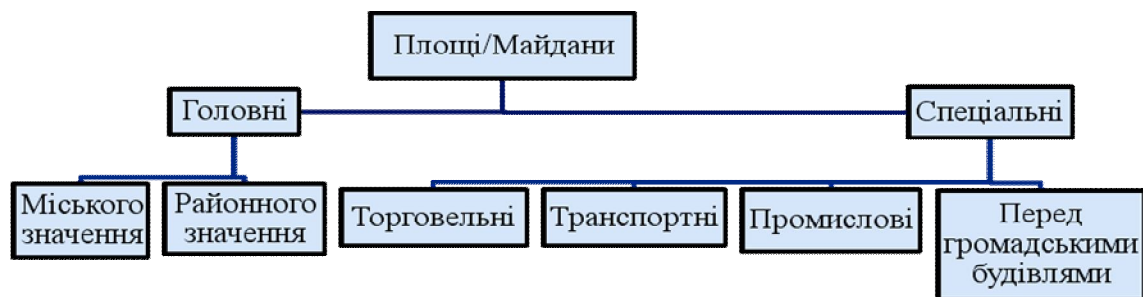 Площі/Майдани
Головні
Спеціальні
Міського
значення
Районного
значення
Торговельні
Транспортні
Промислові
Перед
громадськими
будівлями